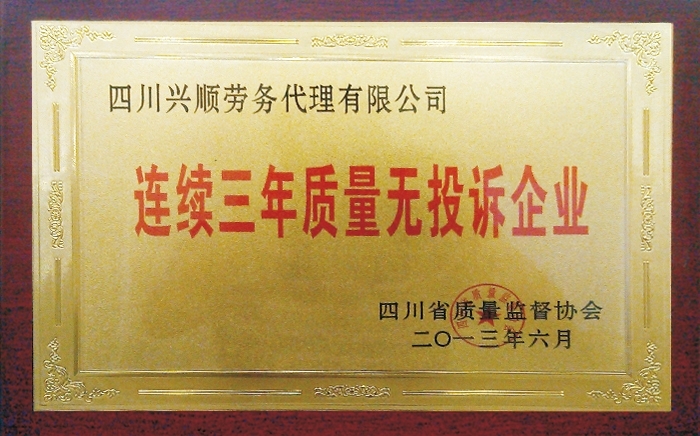 四川兴顺劳务代理有限公司
连续三年质量无投诉企业
四川省质量监督协会
二〇一三年六月